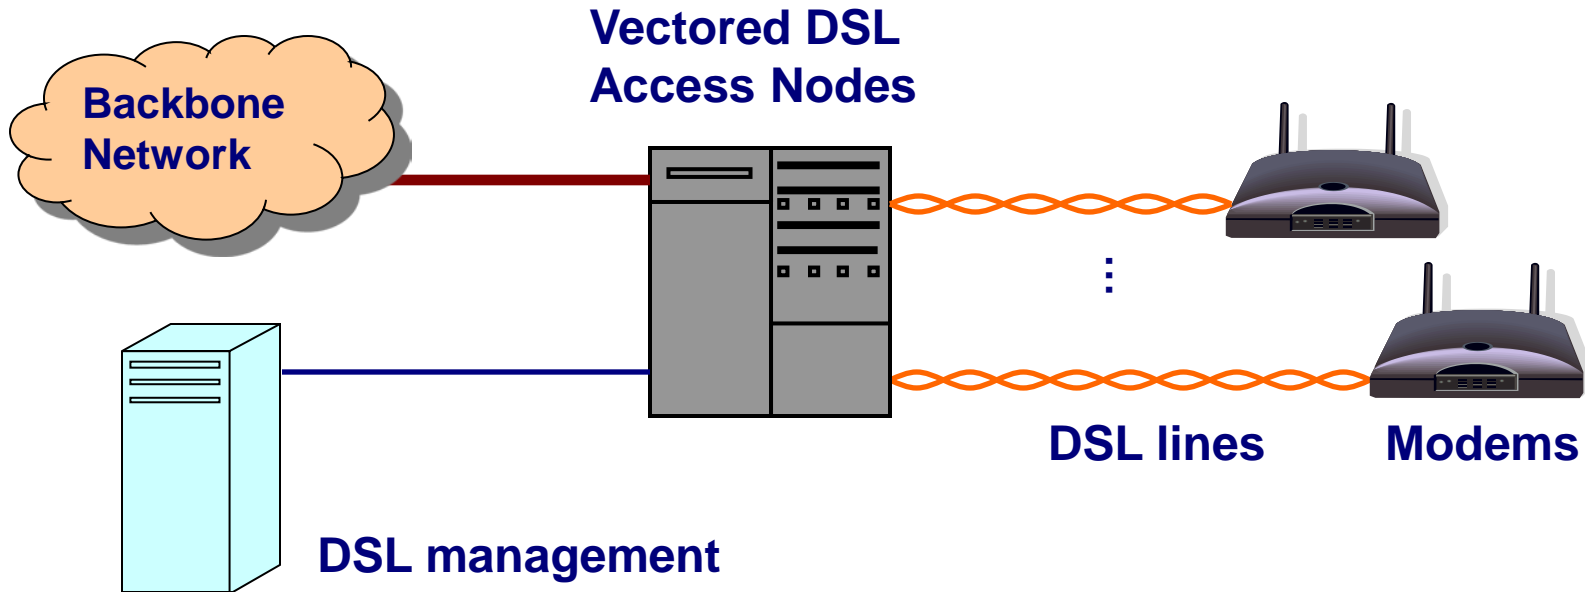 Vectored DSL
Access Nodes
Backbone
Network
...
DSL lines
Modems
DSL management